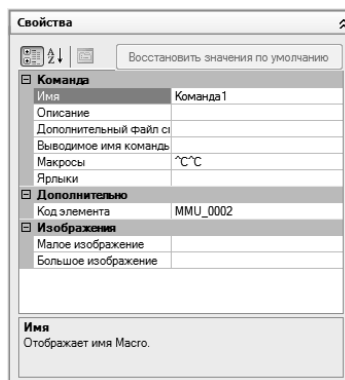 Свойства
Восстановить значения по умолчанию
Команда
Имя Команда1
Описание
Дополнительный файл сп
Выводимое имя команды
Макросы ^C^C
Ярлыки
Дополнительно
Код элемента MMU_0002
Изображения
Малое изображение
Большое изображение
Имя
Отображает имя Macro.